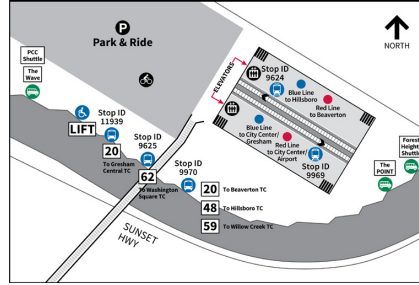 P
Park & Ride
NORTH
PCC
Shuttle
The
Wave
ELEVATORS
Stop ID
9624
Blue Line
to Hillsboro
Red Line
to Beaverton
Stop ID
11939
LIFT
20
To Gresham
Central TC
Stop ID
9625
62
To Washington
Square TC
Stop ID
9970
Blue Line
to City Center/
Gresham
Red Line
to City Center/
Airport
Stop ID
9969
20 To Beaverton TC
48 To Hillsboro TC
59 To Willow Creek TC
The
POINT
Forest
Heights
Shuttle
SUNSET
HWY